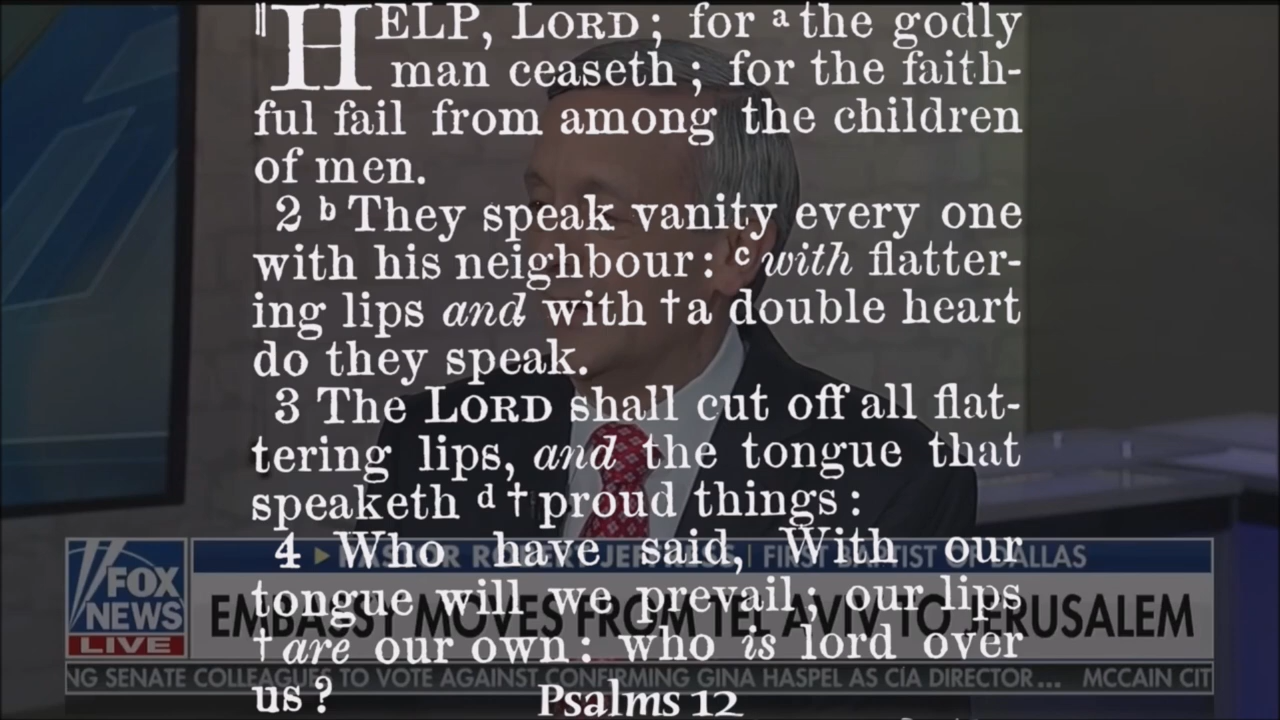 ‖HELP, LORD; for ᵃ the godly
man ceaseth; for the faith-
ful fail from among the children
of men.
2 ᵇ They speak vanity every one
with his neighbour: ᶜ with flatter-
ing lips and with † a double heart
do they speak.
3 The LORD shall cut off all flat-
tering lips, and the tongue that
speaketh ᵈ † proud things:
4 Who have said, With our
tongue will we prevail; our lips
† are our own: who is lord over
us?
Psalms 12
PASTOR ROBERT JEFFRESS | FIRST BAPTIST OF DALLAS
FOX
NEWS
LIVE
EMBASSY MOVES FROM TEL AVIV TO JERUSALEM
NG SENATE COLLEAGUES TO VOTE AGAINST CONFIRMING GINA HASPEL AS CIA DIRECTOR... MCCAIN CIT